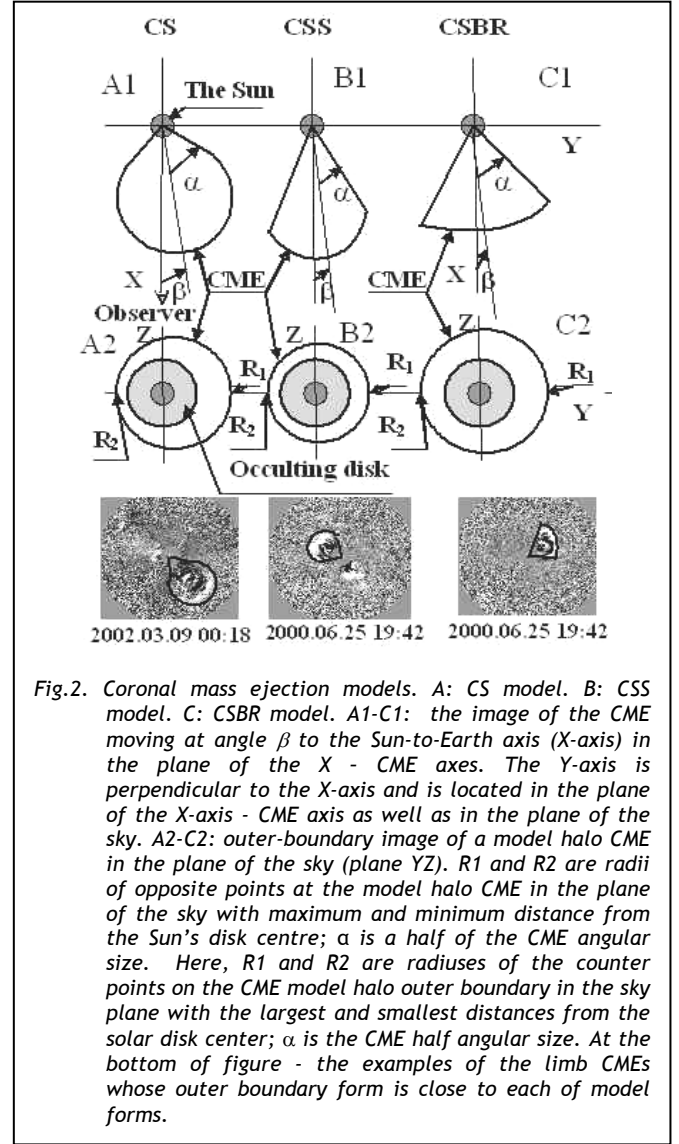 CS CSS CSBR
A1 B1 C1
The Sun
Y
α α α
X β CME β CME X β
Observer
A2 Z Z B2 Z C2
R1 R1 R1
Y
R2 R2 R2
Occulting disk
2002.03.09 00:18 2000.06.25 19:42 2000.06.25 19:42
Fig.2. Coronal mass ejection models. A: CS model. B: CSS
model. C: CSBR model. A1-C1: the image of the CME
moving at angle β to the Sun-to-Earth axis (X-axis) in
the plane of the X - CME axes. The Y-axis is
perpendicular to the X-axis and is located in the plane
of the X-axis - CME axis as well as in the plane of the
sky. A2-C2: outer-boundary image of a model halo CME
in the plane of the sky (plane YZ). R1 and R2 are radii
of opposite points at the model halo CME in the plane
of the sky with maximum and minimum distance from
the Sun's disk centre; α is a half of the CME angular
size. Here, R1 and R2 are radiuses of the counter
points on the CME model halo outer boundary in the sky
plane with the largest and smallest distances from the
solar disk center; α is the CME half angular size. At the
bottom of figure - the examples of the limb CMEs
whose outer boundary form is close to each of model
forms.